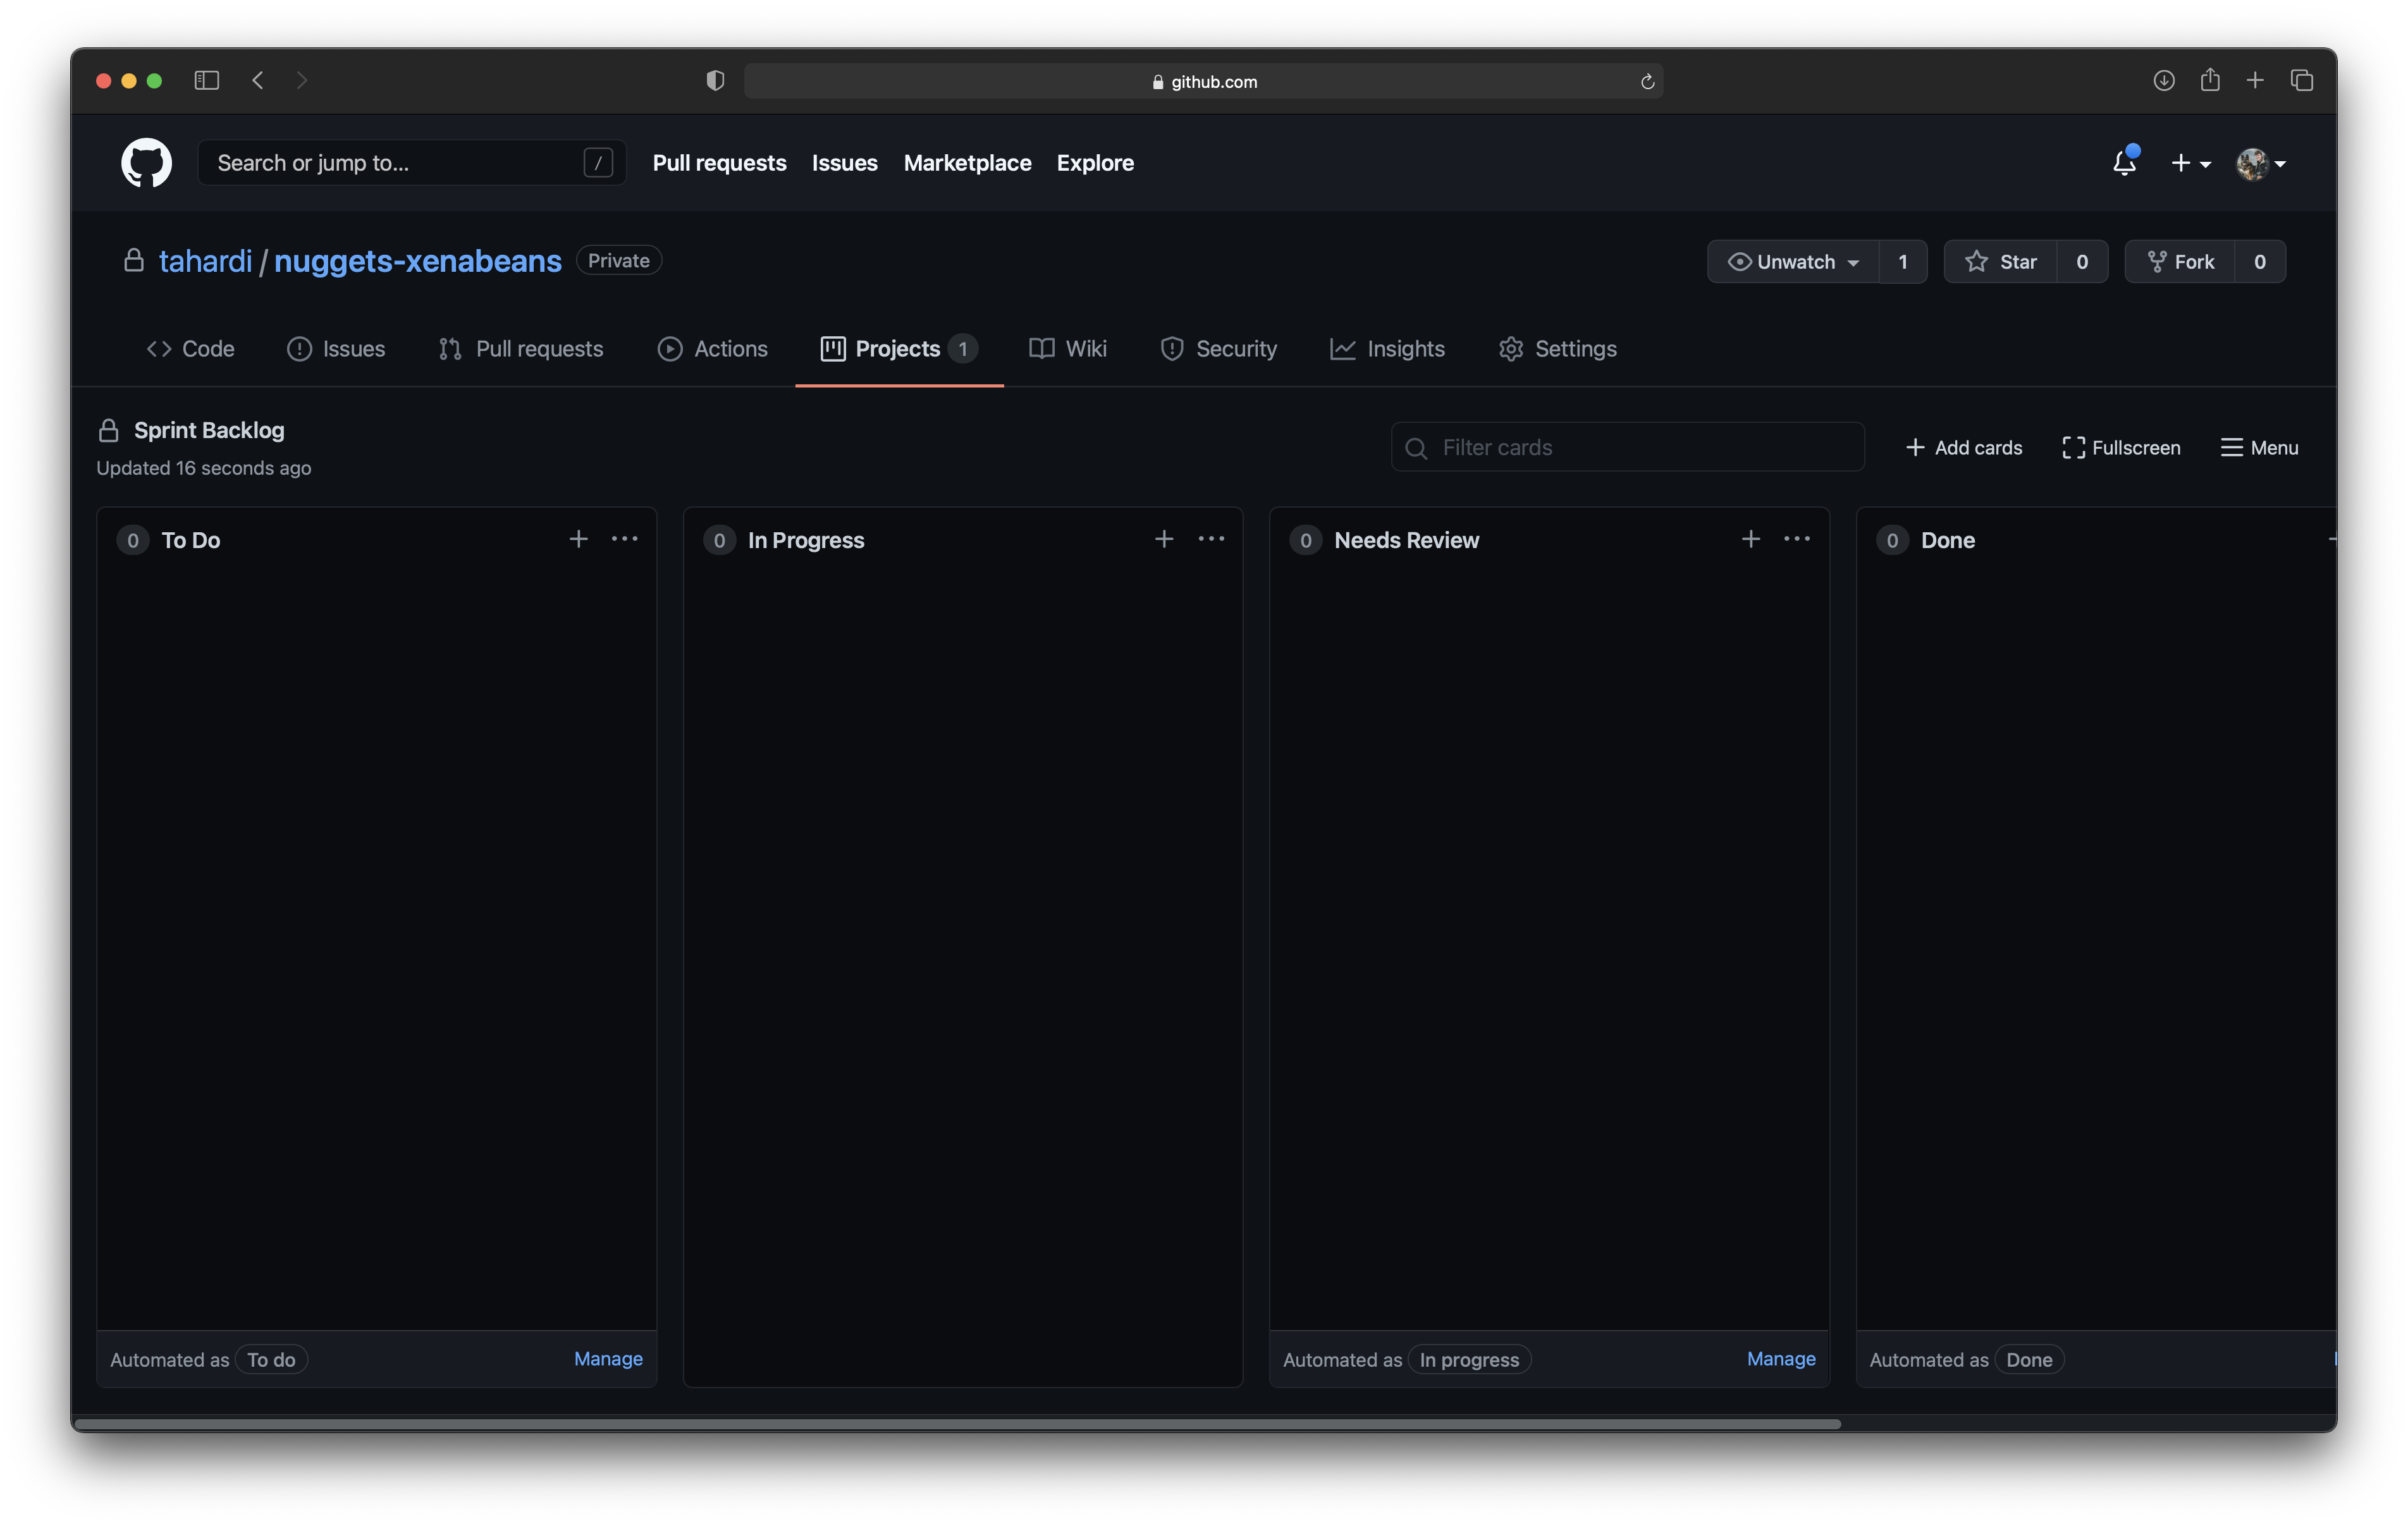 github.com
Search or jump to... /
Pull requests Issues Marketplace Explore
tahardi / nuggets-xenabeans Private
Unwatch 1 Star 0 Fork 0
Code Issues Pull requests Actions Projects 1 Wiki Security Insights Settings
Sprint Backlog
Updated 16 seconds ago
Filter cards
Add cards Fullscreen Menu
0 To Do
0 In Progress
0 Needs Review
0 Done
Automated as To do Manage
Automated as In progress Manage
Automated as Done